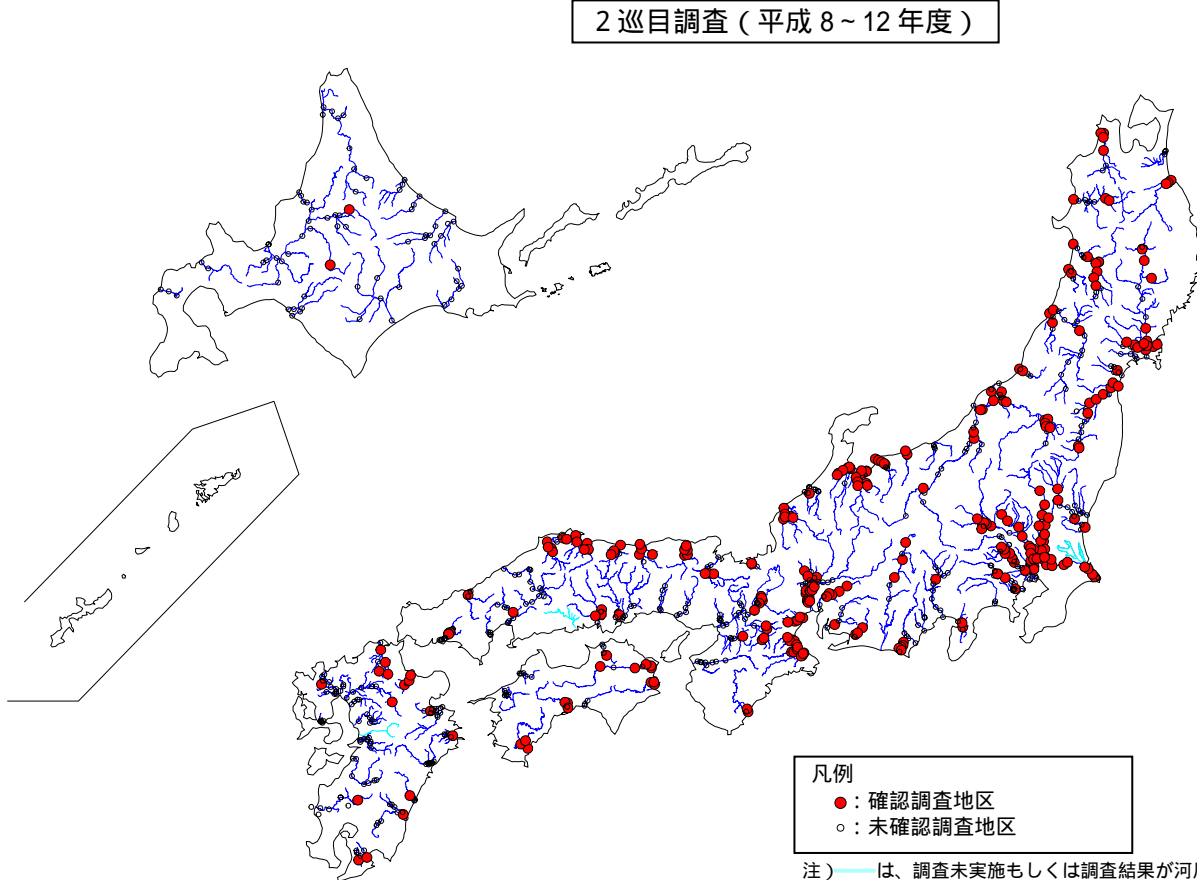 2巡目調査(平成8~12年度)
凡例
●:確認調査地区
○:未確認調査地区
注) は、調査未実施もしくは調査結果が河